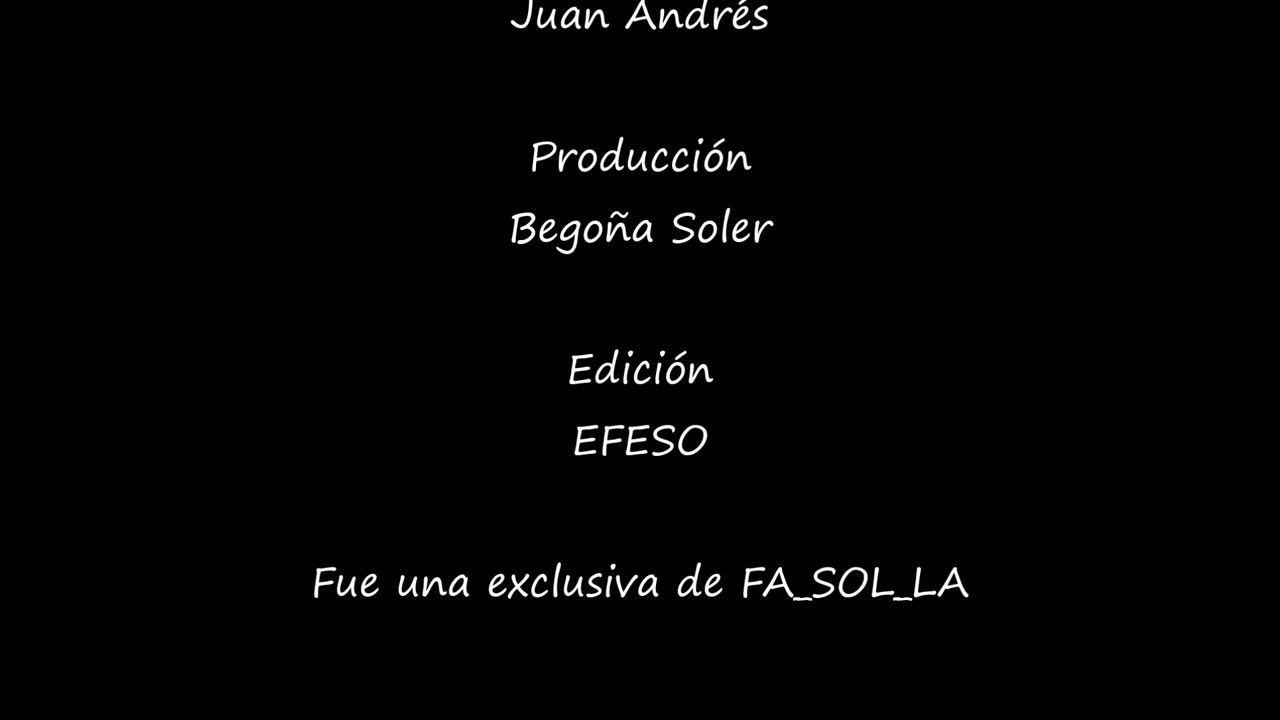 Juan Andrés
Producción
Begoña Soler
Edición
EFESO
Fue una exclusiva de FA_SOL_LA